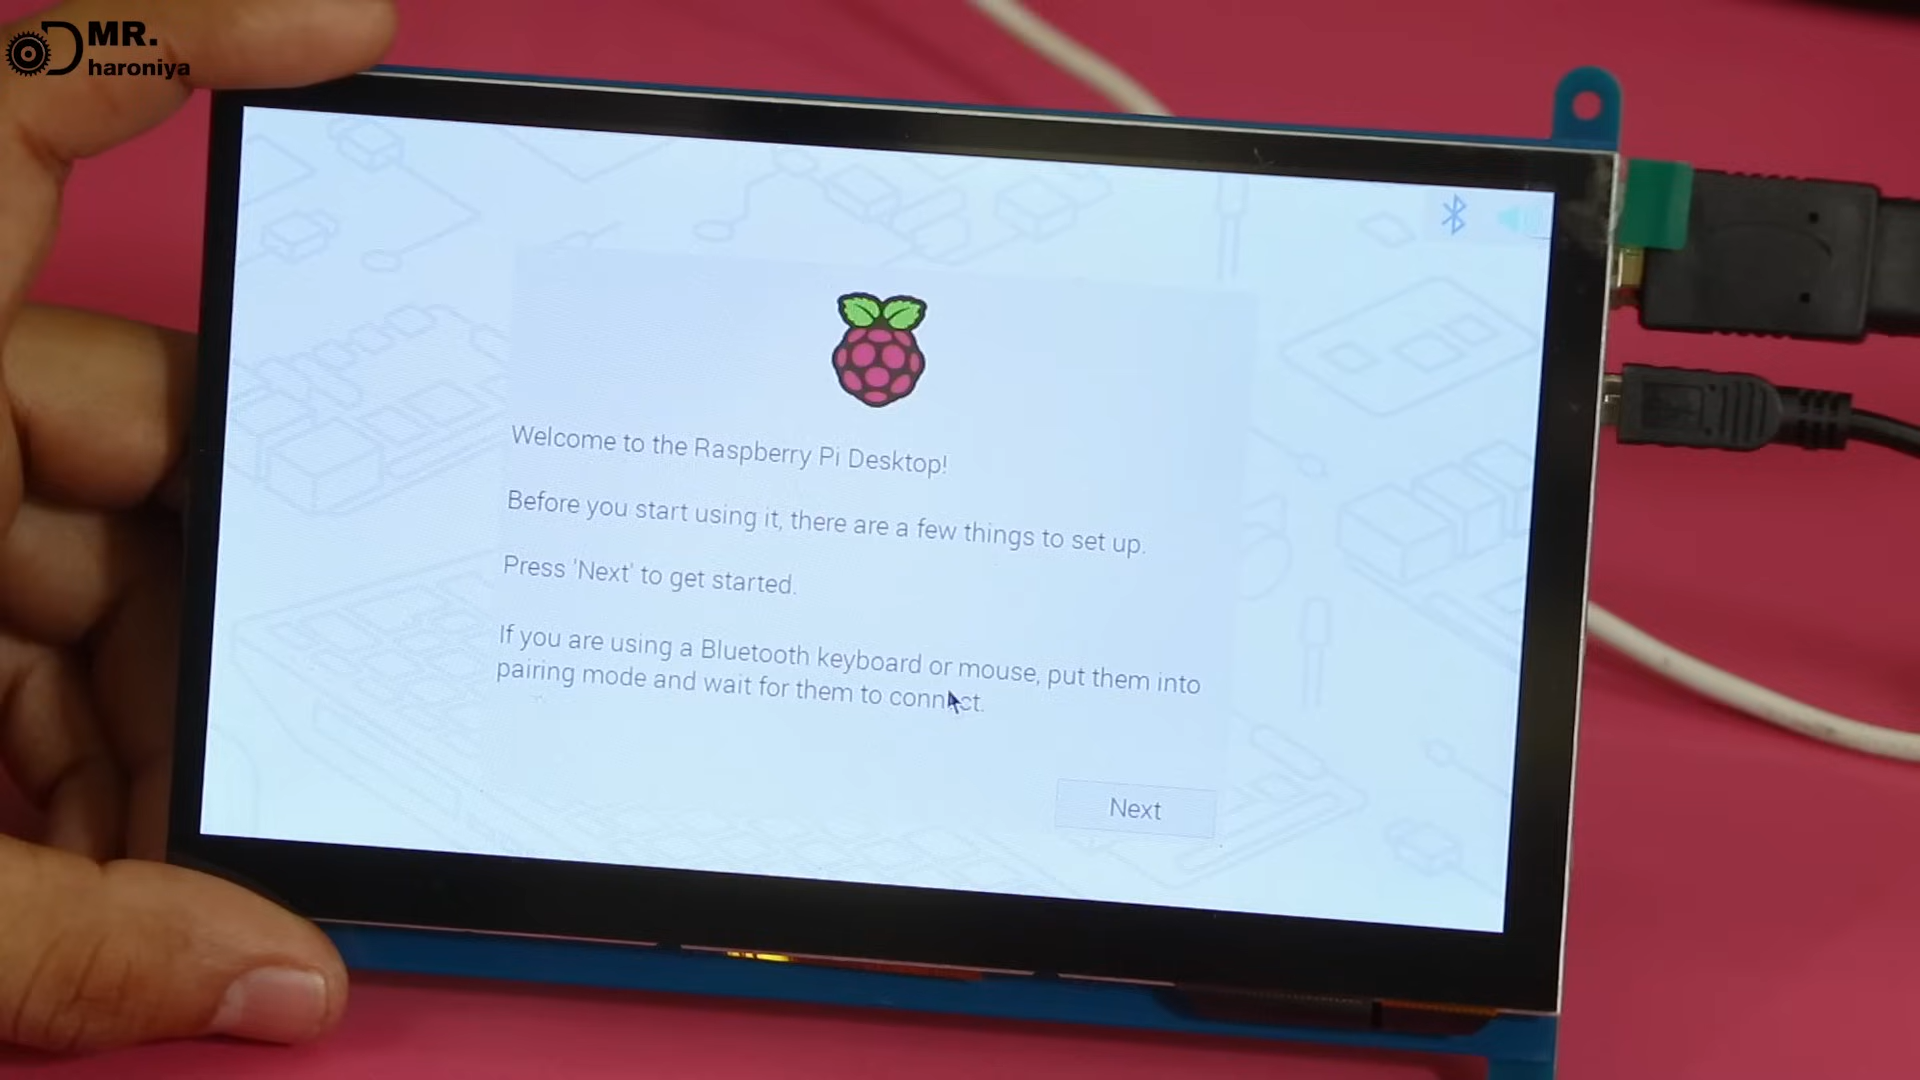 MR.
haroniya
Welcome to the Raspberry Pi Desktop!
Before you start using it, there are a few things to set up.
Press 'Next' to get started.
If you are using a Bluetooth keyboard or mouse, put them into
pairing mode and wait for them to connect.
Next